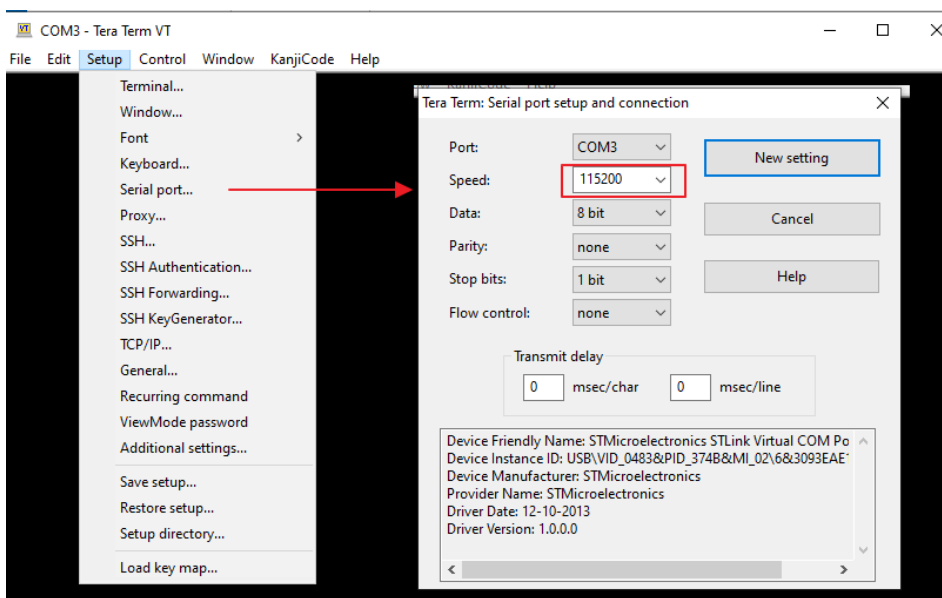 COM3 - Tera Term VT
File Edit Setup Control Window KanjiCode Help
Terminal...
Window...
Font
Keyboard...
Serial port...
Proxy...
SSH...
SSH Authentication...
SSH Forwarding...
SSH KeyGenerator...
TCP/IP...
General...
Recurring command
ViewMode password
Additional settings...
Save setup...
Restore setup...
Setup directory...
Load key map...
Tera Term: Serial port setup and connection
Port: COM3
New setting
Speed: 115200
Data: 8 bit
Cancel
Parity: none
Stop bits: 1 bit
Help
Flow control: none
Transmit delay
0 msec/char 0 msec/line
Device Friendly Name: STMicroelectronics STLink Virtual COM Po
Device Instance ID: USB\VID_0483&PID_374B&MI_02\6&3093EAE
Device Manufacturer: STMicroelectronics
Provider Name: STMicroelectronics
Driver Date: 12-10-2013
Driver Version: 1.0.0.0